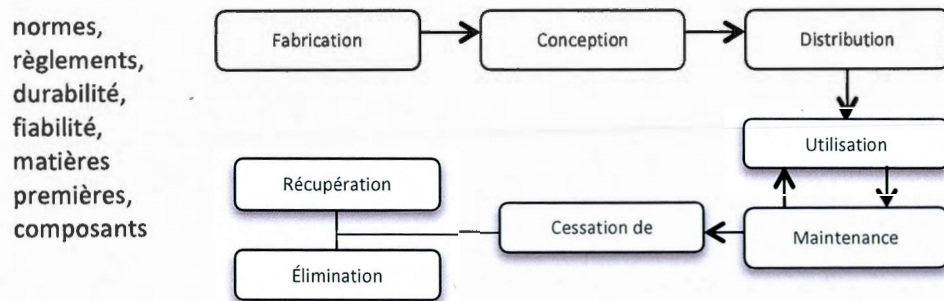 normes,
règlements,
durabilité,
fiabilité,
matières
premières,
composants
Fabrication
Conception
Distribution
Utilisation
Maintenance
Cessation de
Récupération
Élimination